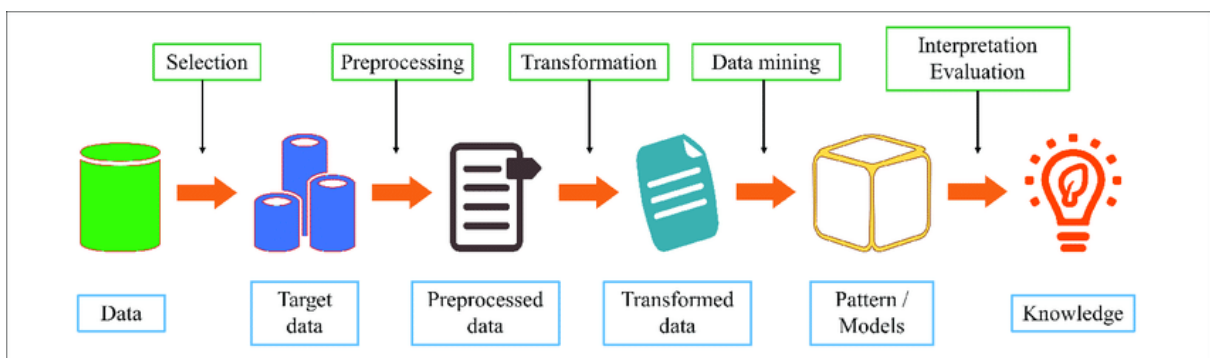 Selection
Preprocessing
Transformation
Data mining
Interpretation
Evaluation
Data
Target
data
Preprocessed
data
Transformed
data
Pattern /
Models
Knowledge